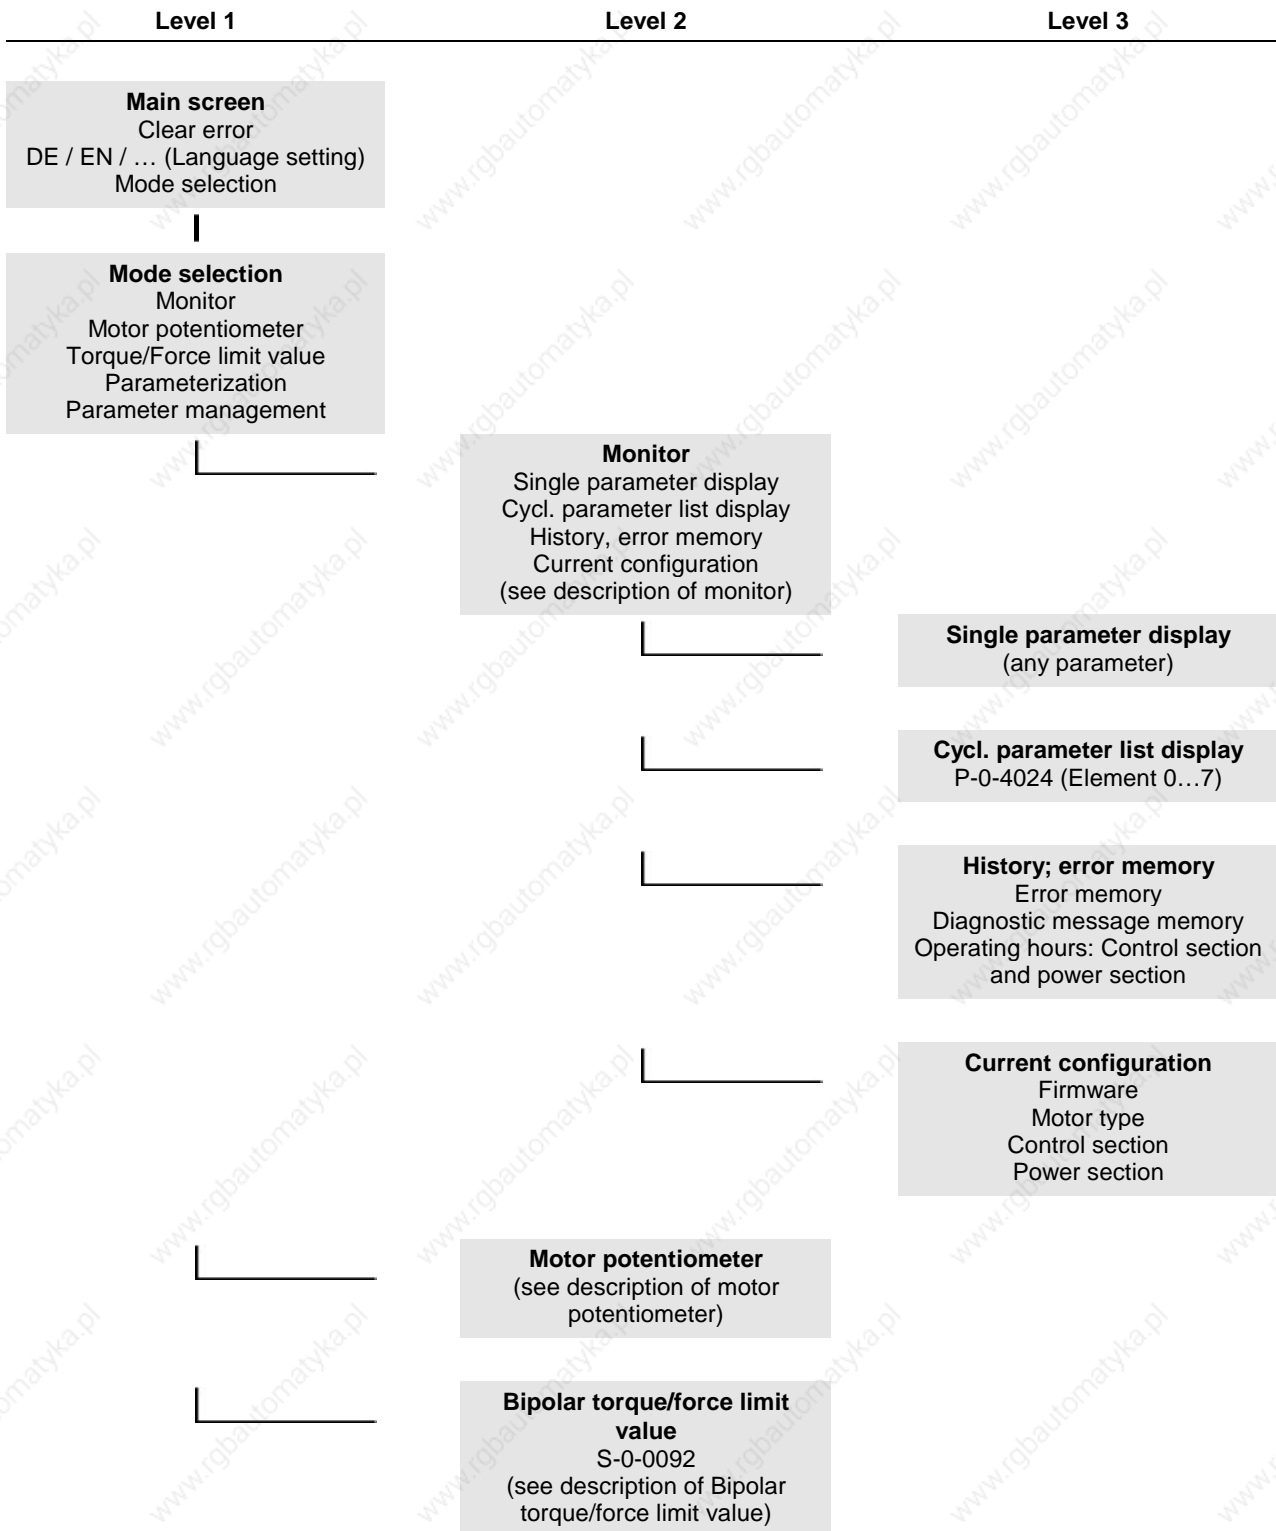 Level 1 Level 2 Level 3
Main screen
Clear error
DE / EN / … (Language setting)
Mode selection
Mode selection
Monitor
Motor potentiometer
Torque/Force limit value
Parameterization
Parameter management
Monitor
Single parameter display
Cycl. parameter list display
History, error memory
Current configuration
(see description of monitor)
Single parameter display
(any parameter)
Cycl. parameter list display
P-0-4024 (Element 0…7)
History; error memory
Error memory
Diagnostic message memory
Operating hours: Control section
and power section
Current configuration
Firmware
Motor type
Control section
Power section
Motor potentiometer
(see description of motor
potentiometer)
Bipolar torque/force limit
value
S-0-0092
(see description of Bipolar
torque/force limit value)
www.rgbautomatyka.pl